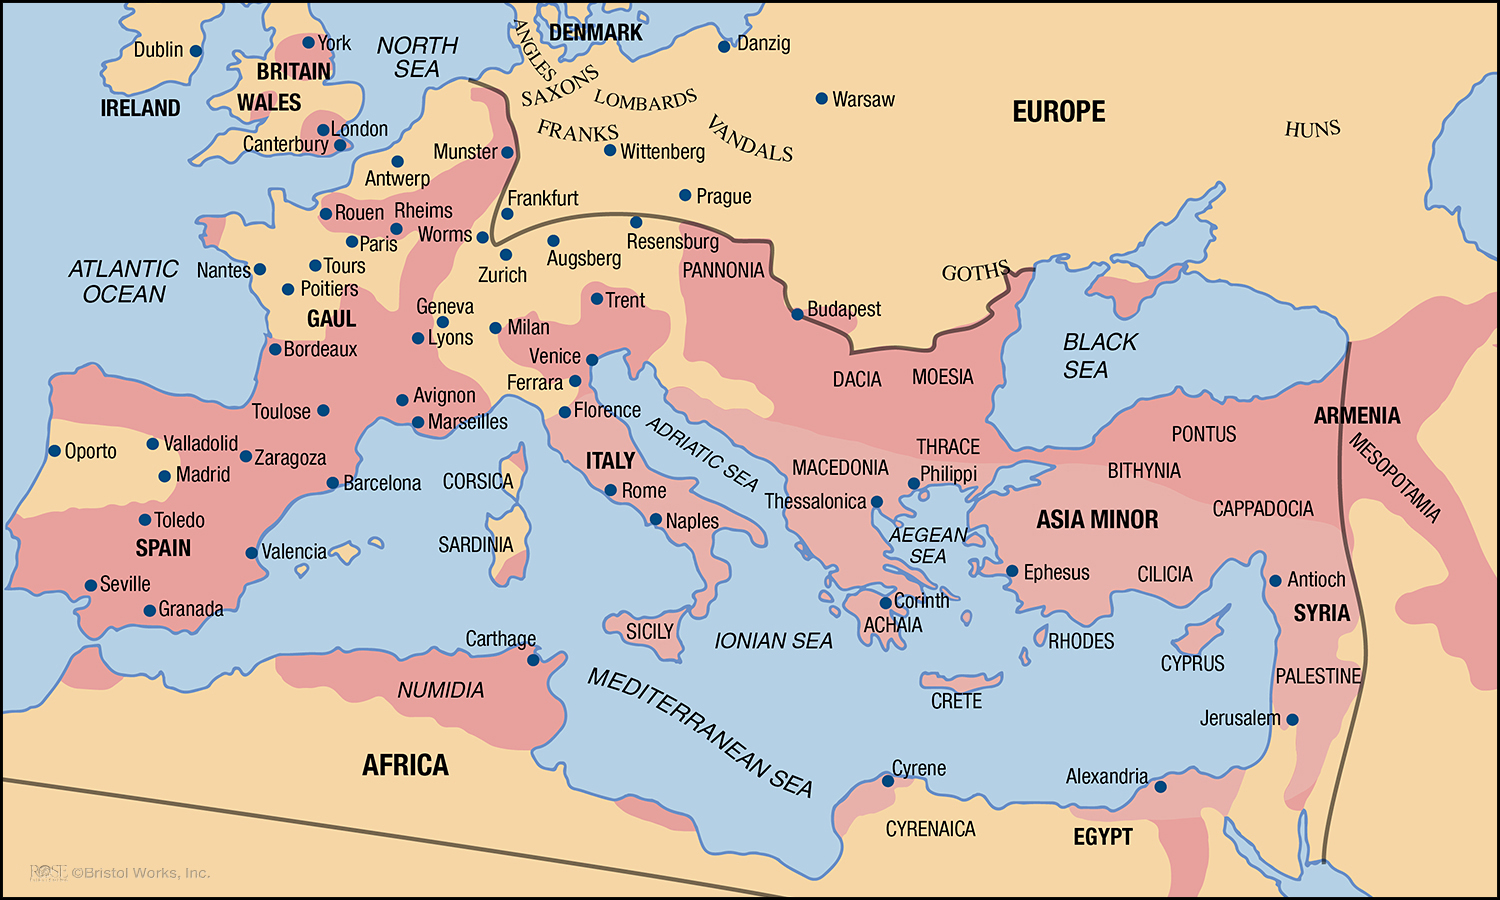 Dublin
IRELAND
York
BRITAIN
WALES
London
Canterbury
NORTH
SEA
ANGLES
DENMARK
SAXONS
LOMBARDS
FRANKS
VANDALS
Danzig
Warsaw
EUROPE
HUNS
Wittenberg
Munster
Antwerp
Frankfurt
Prague
Rouen
Rheims
Worms
Paris
Resensburg
Augsberg
Zurich
Nantes
Tours
Poitiers
ATLANTIC
OCEAN
GAUL
Geneva
Lyons
Milan
Trent
PANNONIA
Budapest
GOTHS
BLACK
SEA
Bordeaux
Venice
Ferrara
Florence
DACIA
MOESIA
Toulose
Avignon
Marseilles
ADRIATIC SEA
ARMENIA
MESOPOTAMIA
PONTUS
THRACE
BITHYNIA
MACEDONIA
Philippi
Thessalonica
CAPPADOCIA
ASIA MINOR
AEGEAN
SEA
Oporto
Valladolid
Madrid
Zaragoza
Barcelona
CORSICA
ITALY
Rome
Naples
SARDINIA
Toledo
SPAIN
Valencia
Seville
Granada
Ephesus
CILICIA
Antioch
SYRIA
Corinth
ACHAIA
SICILY
IONIAN SEA
RHODES
CYPRUS
PALESTINE
Carthage
NUMIDIA
MEDITERRANEAN SEA
CRETE
Jerusalem
AFRICA
Cyrene
Alexandria
CYRENAICA
EGYPT
ROSE
©Bristol Works, Inc.